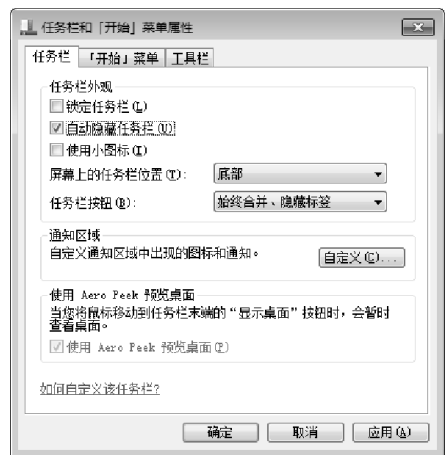 任务栏和「开始」菜单属性
任务栏 「开始」菜单 工具栏
任务栏外观
锁定任务栏(L)
自动隐藏任务栏(U)
使用小图标(I)
屏幕上的任务栏位置(T): 底部
任务栏按钮(B): 始终合并、隐藏标签
通知区域
自定义通知区域中出现的图标和通知。 自定义(C)...
使用 Aero Peek 预览桌面
当您将鼠标移动到任务栏末端的“显示桌面”按钮时，会暂时
查看桌面。
使用 Aero Peek 预览桌面(P)
如何自定义该任务栏?
确定 取消 应用(A)